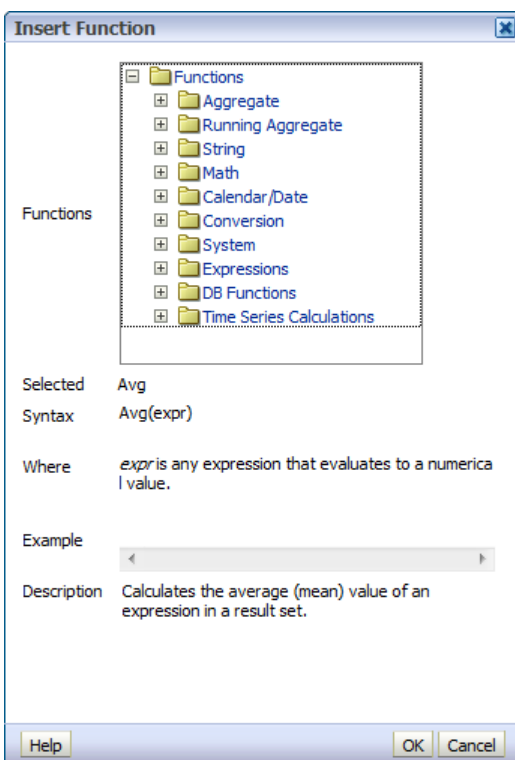 Insert Function
Functions
Functions
Aggregate
Running Aggregate
String
Math
Calendar/Date
Conversion
System
Expressions
DB Functions
Time Series Calculations
Selected Avg
Syntax Avg(expr)
Where expr is any expression that evaluates to a numerica
l value.
Example
Description Calculates the average (mean) value of an
expression in a result set.
Help OK Cancel